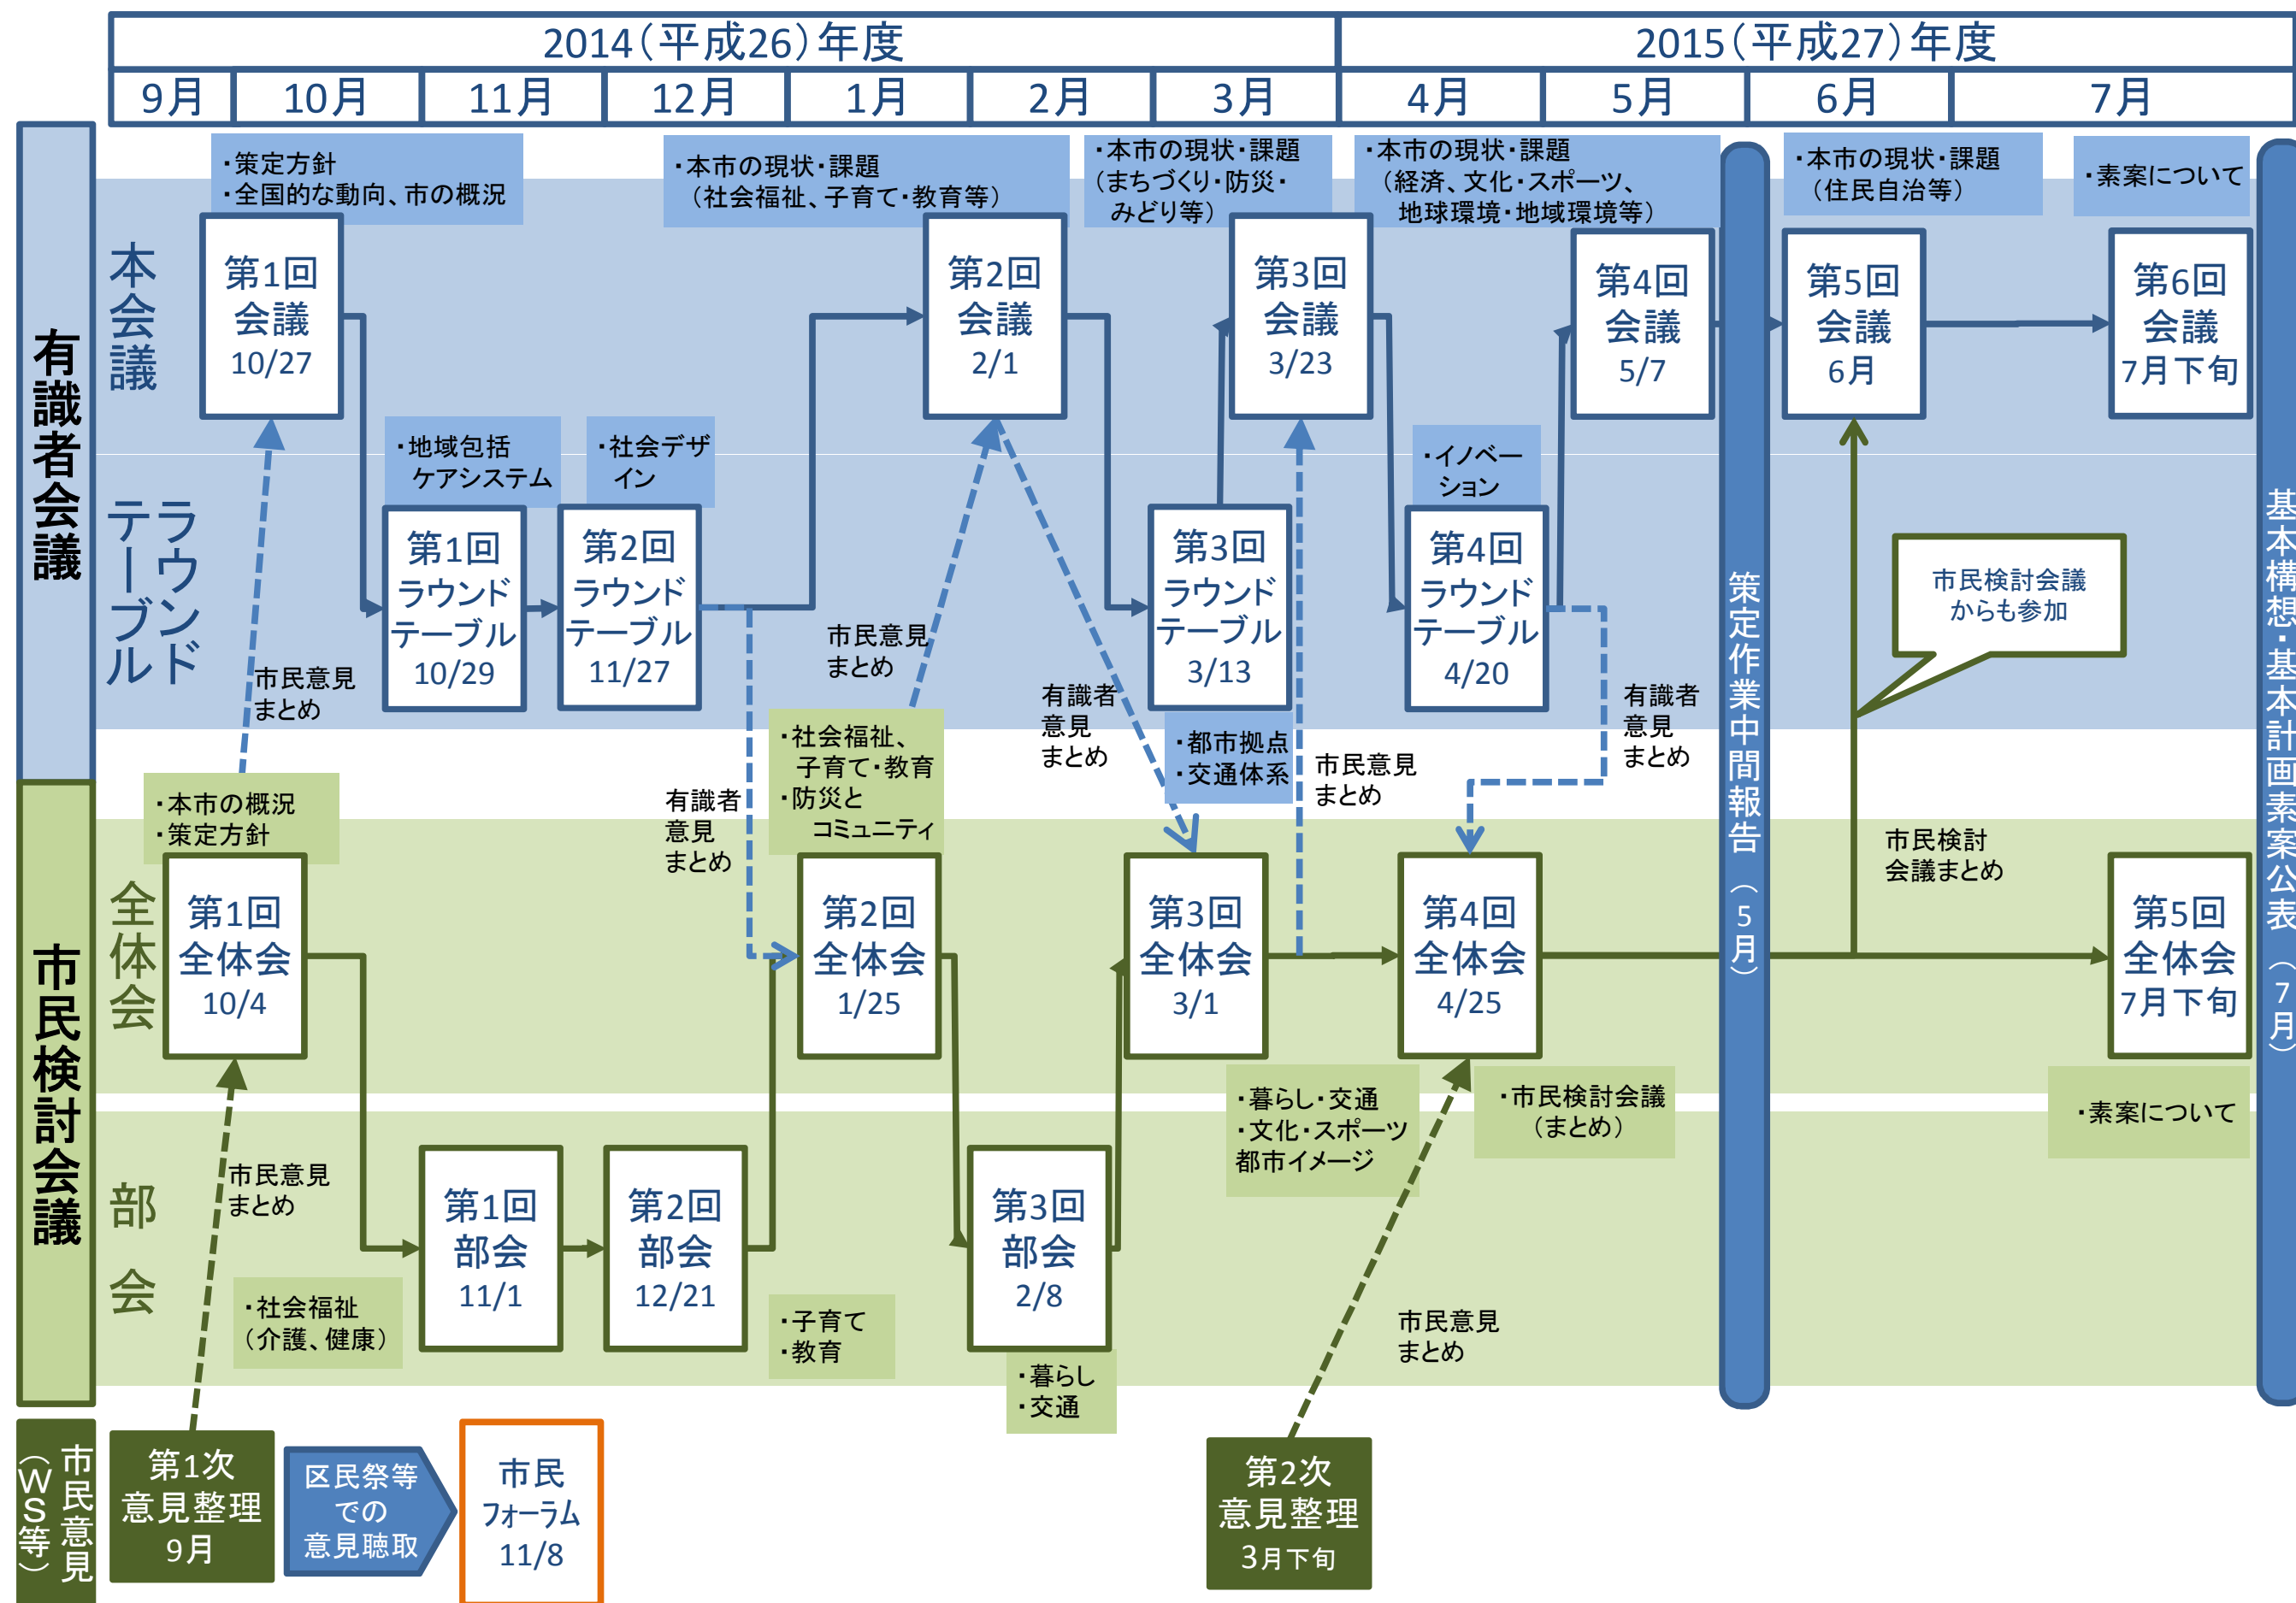 2014（平成26）年度
2015（平成27）年度
9月
10月
11月
12月
1月
2月
3月
4月
5月
6月
7月
有識者会議
本会議
・策定方針
・全国的な動向、市の概況
第1回
会議
10/27
・本市の現状・課題
（社会福祉、子育て・教育等）
第2回
会議
2/1
・本市の現状・課題
（まちづくり・防災・
みどり等）
第3回
会議
3/23
・本市の現状・課題
（経済、文化・スポーツ、
地球環境・地域環境等）
第4回
会議
5/7
・本市の現状・課題
（住民自治等）
第5回
会議
6月
・素案について
第6回
会議
7月下旬
ラウンド
テーブル
・地域包括
ケアシステム
第1回
ラウンド
テーブル
10/29
・社会デザ
イン
第2回
ラウンド
テーブル
11/27
第3回
ラウンド
テーブル
3/13
・都市拠点
・交通体系
・イノベー
ション
第4回
ラウンド
テーブル
4/20
市民意見
まとめ
有識者
意見
まとめ
市民意見
まとめ
有識者
意見
まとめ
市民意見
まとめ
有識者
意見
まとめ
市民検討会議
からも参加
市民検討
会議まとめ
策定作業中間報告（5月）
基本構想・基本計画素案公表（7月）
市民検討会議
全体会
・本市の概況
・策定方針
第1回
全体会
10/4
・社会福祉、
子育て・教育
・防災と
コミュニティ
第2回
全体会
1/25
第3回
全体会
3/1
・暮らし・交通
・文化・スポーツ
都市イメージ
第4回
全体会
4/25
・市民検討会議
（まとめ）
第5回
全体会
7月下旬
・素案について
部会
市民意見
まとめ
・社会福祉
（介護、健康）
第1回
部会
11/1
第2回
部会
12/21
・子育て
・教育
第3回
部会
2/8
・暮らし
・交通
市民意見
まとめ
市民意見
（WS等）
第1次
意見整理
9月
区民祭等
での
意見聴取
市民
フォーラム
11/8
第2次
意見整理
3月下旬